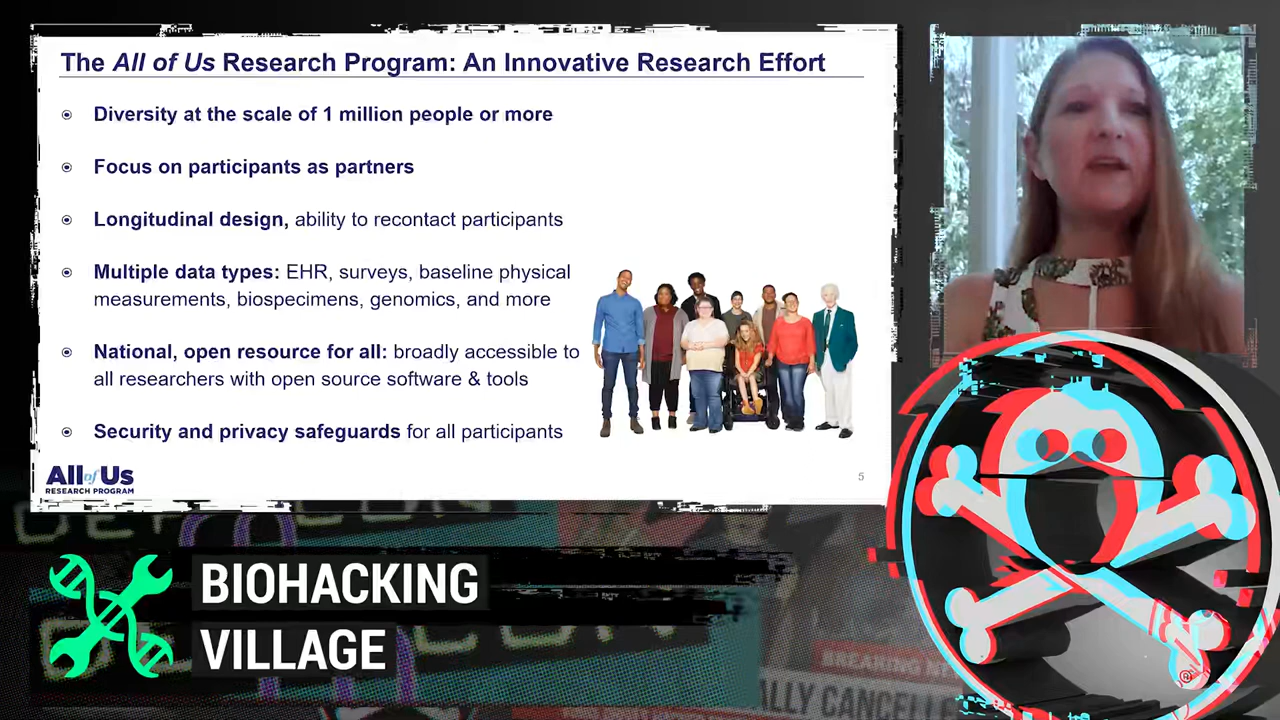 The All of Us Research Program: An Innovative Research Effort
Diversity at the scale of 1 million people or more
Focus on participants as partners
Longitudinal design, ability to recontact participants
Multiple data types: EHR, surveys, baseline physical
measurements, biospecimens, genomics, and more
National, open resource for all: broadly accessible to
all researchers with open source software & tools
Security and privacy safeguards for all participants
All of Us
RESEARCH PROGRAM
5
BIOHACKING
VILLAGE
BREAKING
ALLY CANCELLE
®